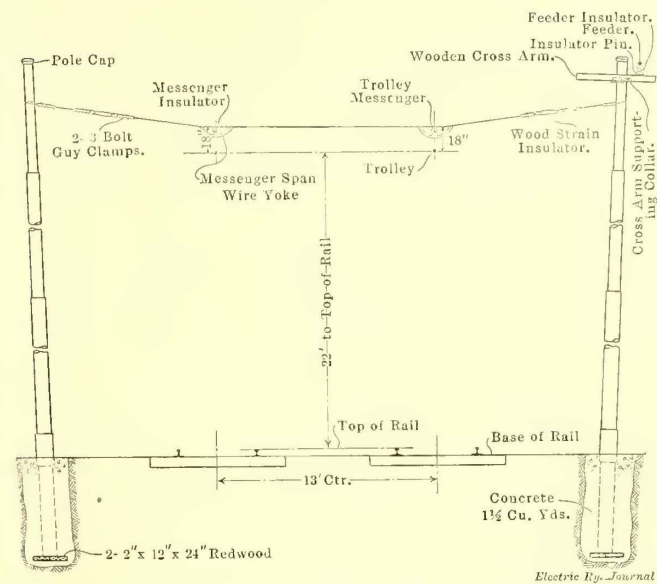 Feeder Insulator.
Feeder.
Insulator Pin.
Wooden Cross Arm.
Pole Cap
Messenger
Insulator
Trolley
Messenger
2-3 Bolt
Guy Clamps.
18"
18"
Wood Strain
Insulator.
Messenger Span
Wire Yoke
Trolley
Cross Arm Support-
ing Collar.
22' to Top of Rail
Top of Rail
Base of Rail
13' Ctr.
Concrete
1½ Cu. Yds.
2- 2"x 12"x 24" Redwood
Electric Ry. Journal